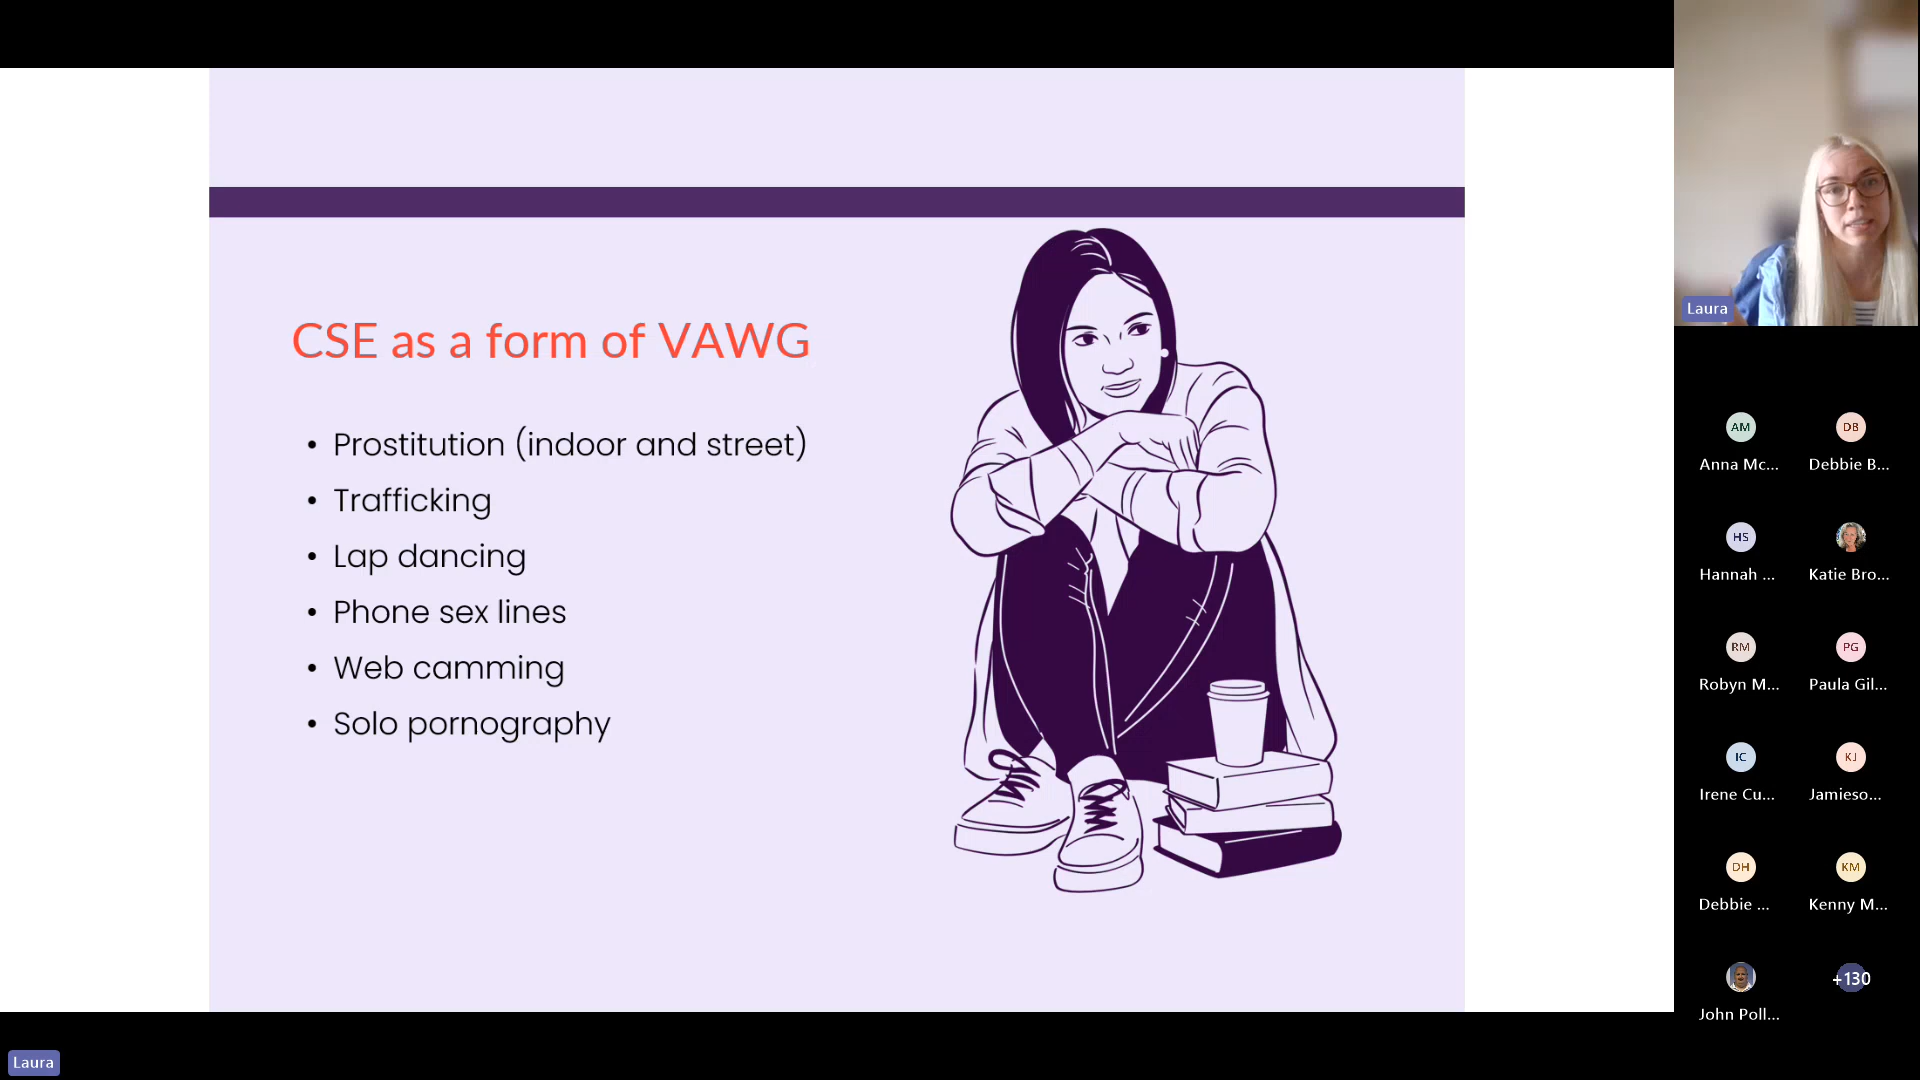 CSE as a form of VAWG
• Prostitution (indoor and street)
• Trafficking
• Lap dancing
• Phone sex lines
• Web camming
• Solo pornography
Laura
AM
DB
Anna Mc...
Debbie B...
HS
Hannah ...
Katie Bro...
RM
PG
Robyn M...
Paula Gil...
IC
KJ
Irene Cu...
Jamieso...
DH
KM
Debbie ...
Kenny M...
+130
John Poll...
Laura